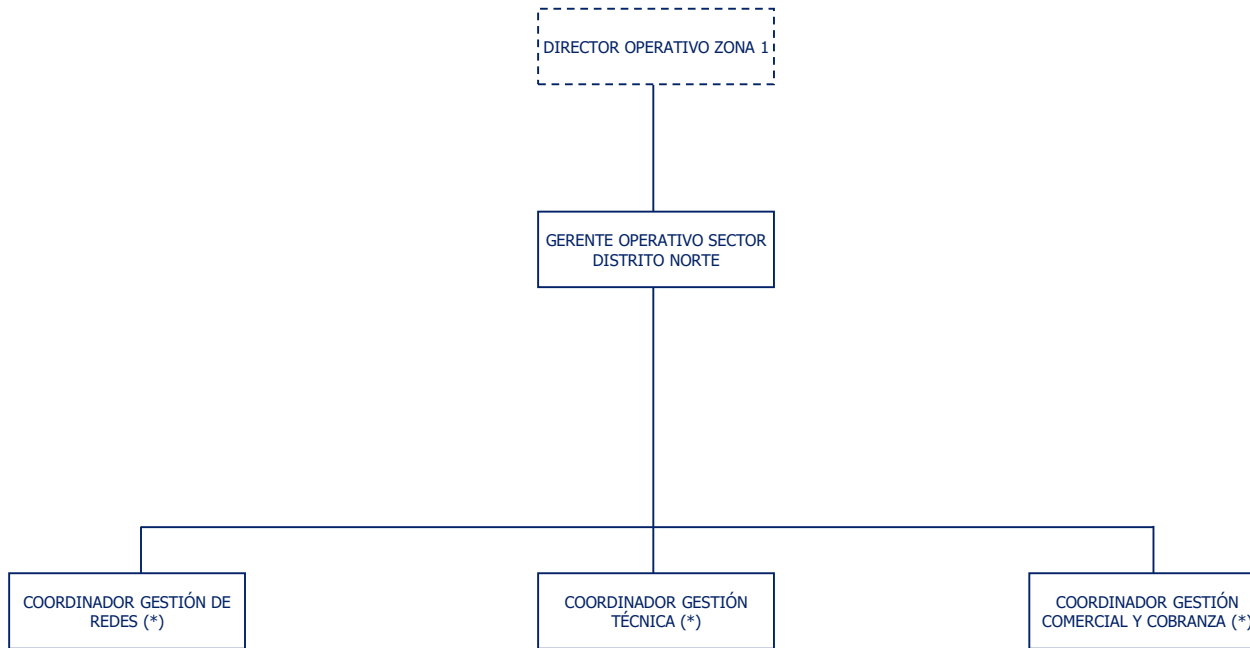 DIRECTOR OPERATIVO ZONA 1
GERENTE OPERATIVO SECTOR
DISTRITO NORTE
COORDINADOR GESTIÓN DE
REDES (*)
COORDINADOR GESTIÓN
TÉCNICA (*)
COORDINADOR GESTIÓN
COMERCIAL Y COBRANZA (*)